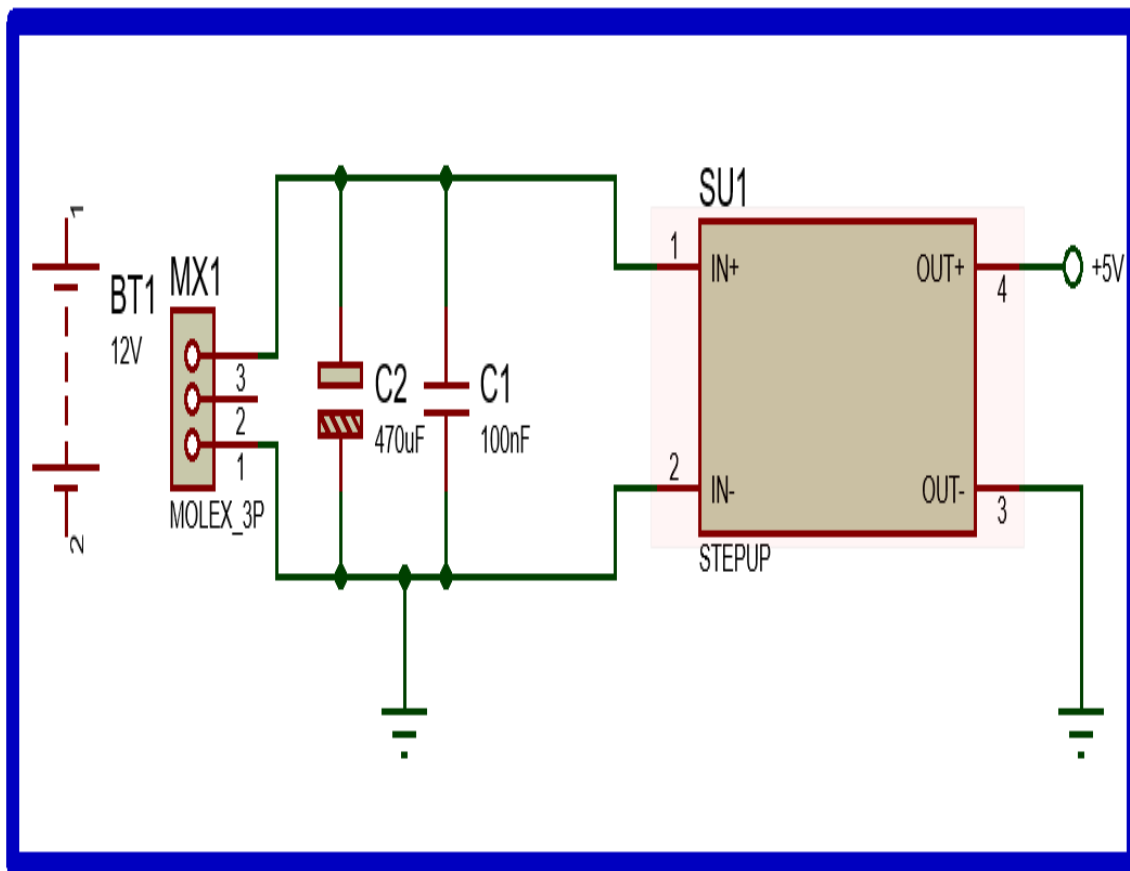 SU1
1
IN+
OUT+
4
+5V
1
BT1
12V
MX1
3
2
1
MOLEX_3P
C2
470uF
C1
100nF
2
IN-
OUT-
3
STEPUP
2